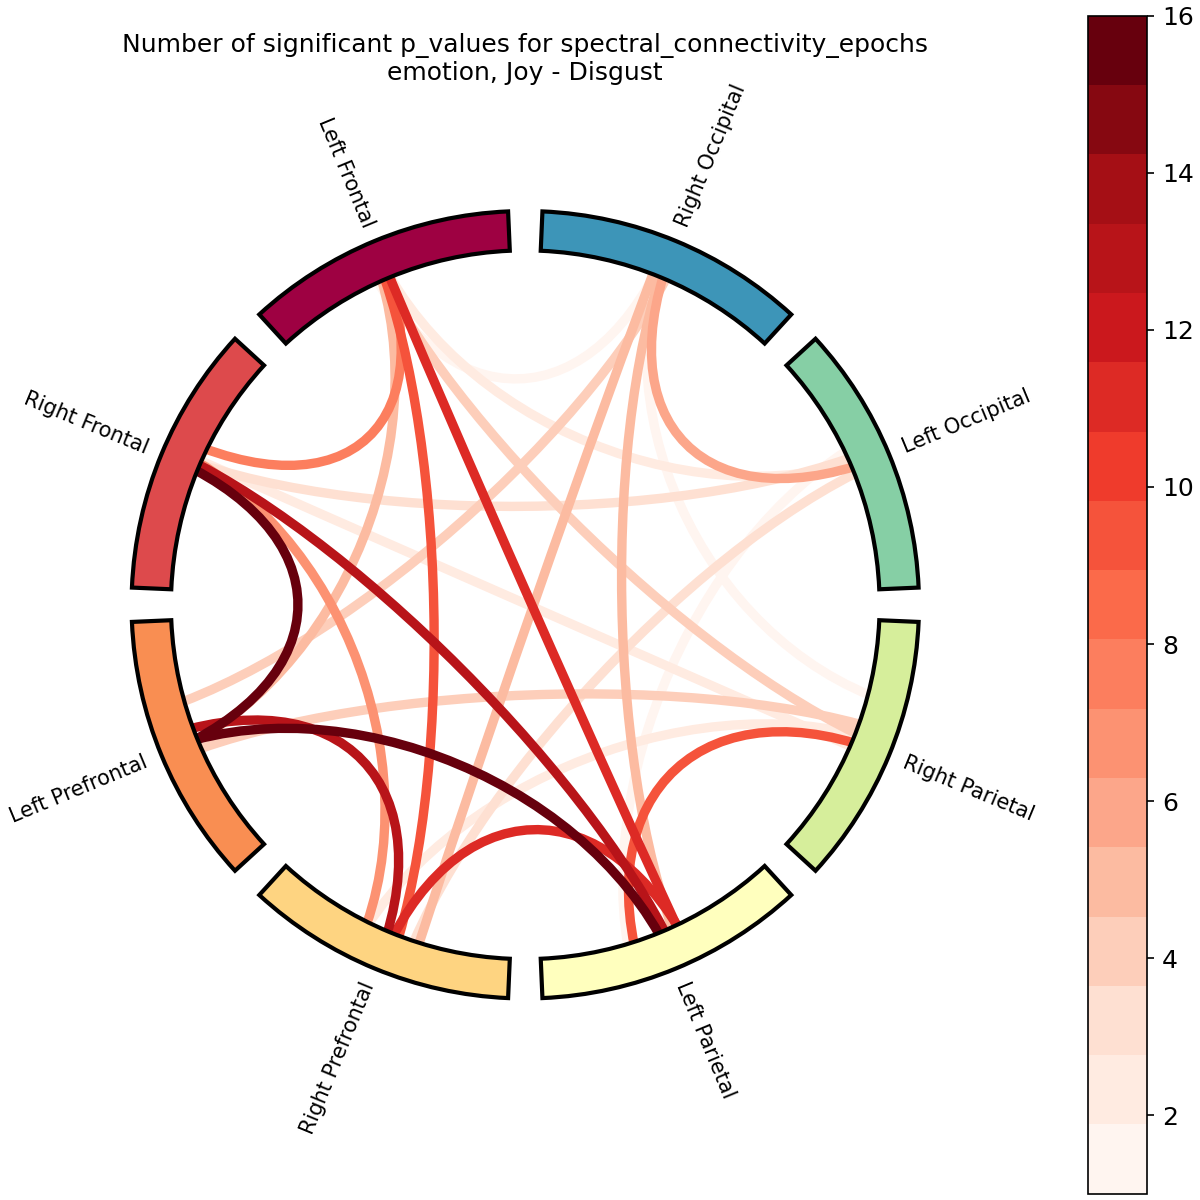 Number of significant p_values for spectral_connectivity_epochs
emotion, Joy - Disgust
Left Frontal
Right Occipital
Right Frontal
Left Occipital
Left Prefrontal
Right Parietal
Right Prefrontal
Left Parietal
16
14
12
10
8
6
4
2